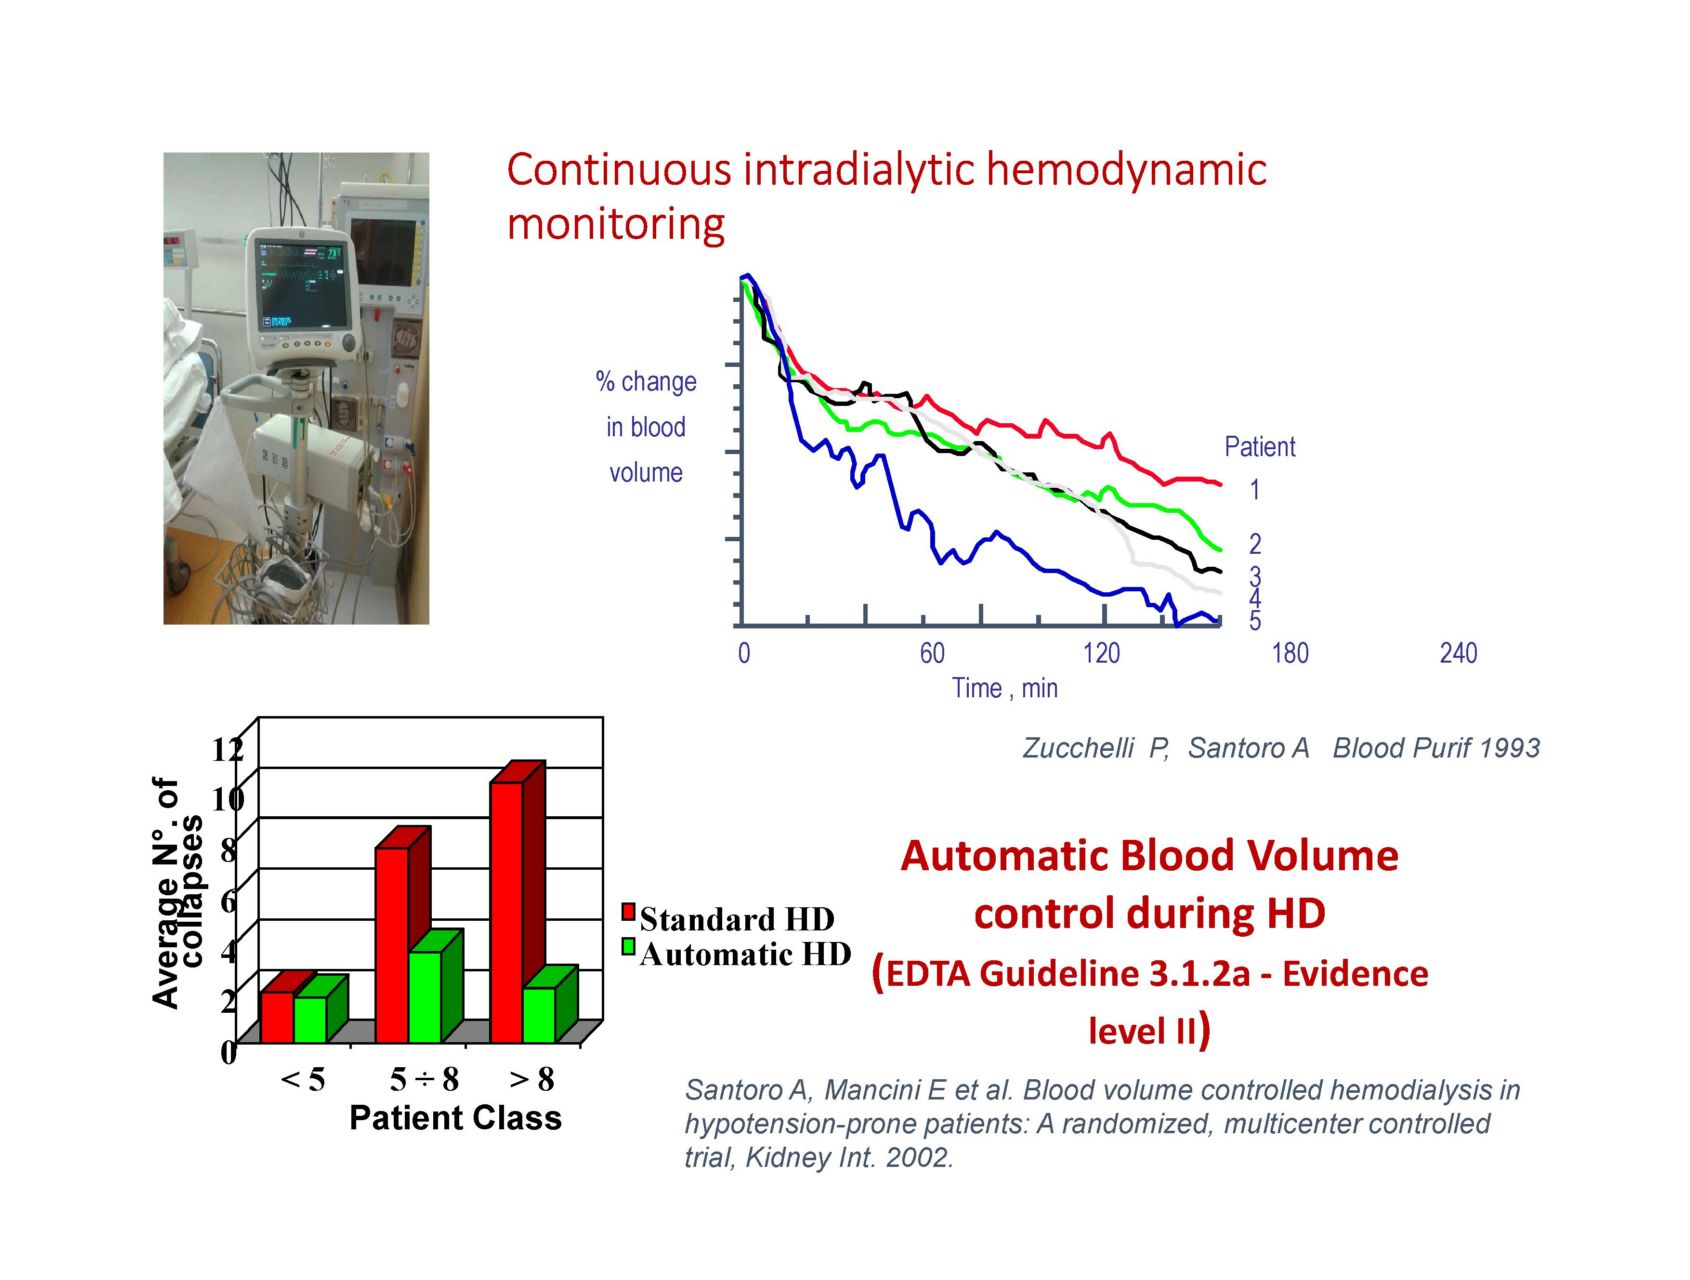 Continuous intradialytic hemodynamic
monitoring
% change
in blood
volume
Patient
1
2
3
4
5
0 60 120 180 240
Time , min
Zucchelli P, Santoro A Blood Purif 1993
12
10
8
6
4
2
0
Average N°. of
collapses
< 5 5 ÷ 8 > 8
Patient Class
Standard HD
Automatic HD
Automatic Blood Volume
control during HD
(EDTA Guideline 3.1.2a - Evidence
level II)
Santoro A, Mancini E et al. Blood volume controlled hemodialysis in
hypotension-prone patients: A randomized, multicenter controlled
trial, Kidney Int. 2002.